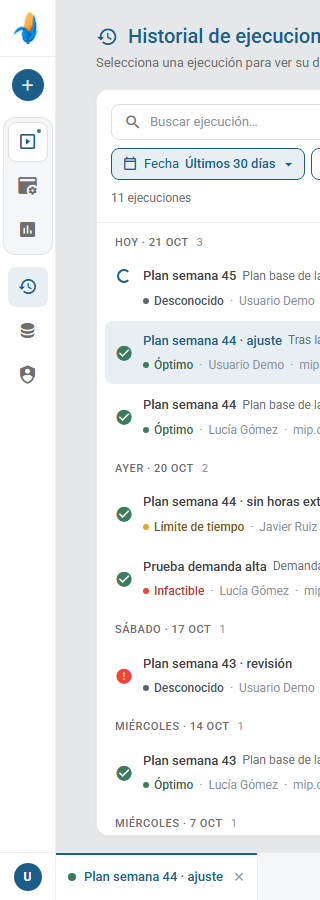 Historial de ejecucion
Selecciona una ejecución para ver su d
Buscar ejecución...
Fecha Últimos 30 días
11 ejecuciones
HOY · 21 OCT 3
Plan semana 45 Plan base de la
Desconocido · Usuario Demo
Plan semana 44 · ajuste Tras la
Óptimo · Usuario Demo · mip
Plan semana 44 Plan base de la
Óptimo · Lucía Gómez · mip.c
AYER · 20 OCT 2
Plan semana 44 · sin horas ext
Límite de tiempo · Javier Ruiz
Prueba demanda alta Demanda
Infactible · Lucía Gómez · mi
SÁBADO · 17 OCT 1
Plan semana 43 · revisión
Desconocido · Usuario Demo
MIÉRCOLES · 14 OCT 1
Plan semana 43 Plan base de la
Óptimo · Lucía Gómez · mip.c
MIÉRCOLES · 7 OCT 1
U
Plan semana 44 · ajuste